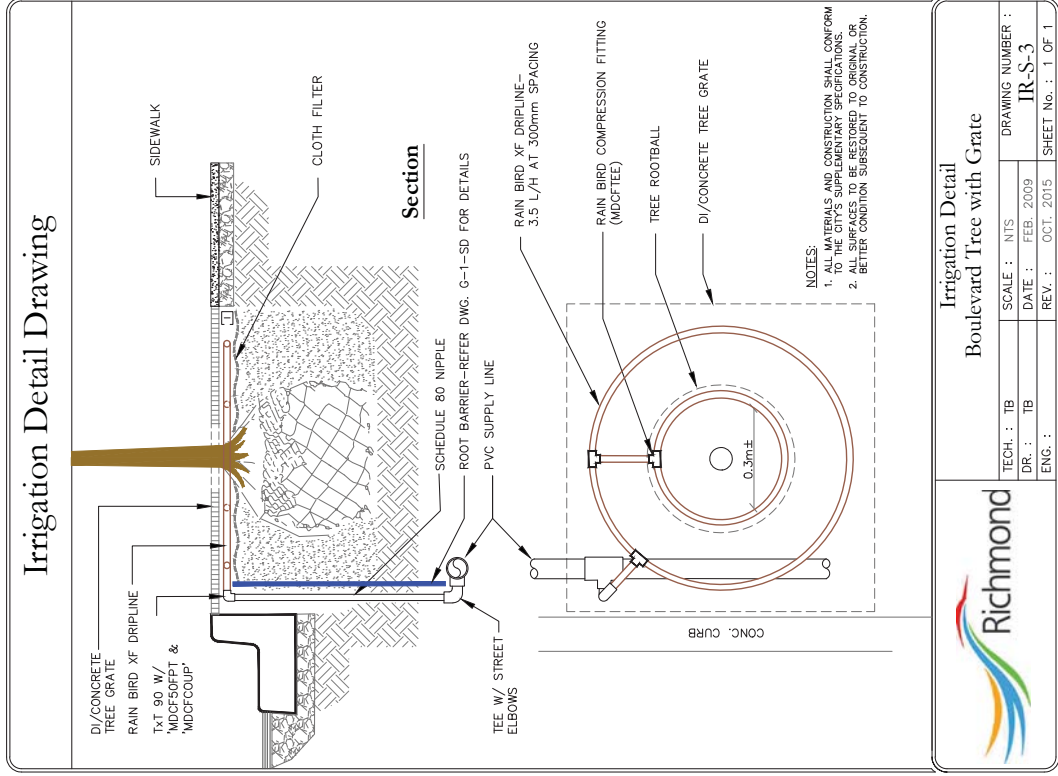 Irrigation Detail Drawing
DI/CONCRETE
TREE GRATE
RAIN BIRD XF DRIPLINE
TxT 90 W/
'MDCF50FPT &
'MDCFCOUP'
SIDEWALK
CLOTH FILTER
Section
SCHEDULE 80 NIPPLE
ROOT BARRIER-REFER DWG. G-1-SD FOR DETAILS
PVC SUPPLY LINE
TEE W/ STREET
ELBOWS
RAIN BIRD XF DRIPLINE-
3.5 L/H AT 300mm SPACING
RAIN BIRD COMPRESSION FITTING
(MDCFTEE)
TREE ROOTBALL
DI/CONCRETE TREE GRATE
0.3m±
CONC. CURB
NOTES:
1. ALL MATERIALS AND CONSTRUCTION SHALL CONFORM
TO THE CITY'S SUPPLEMENTARY SPECIFICATIONS.
2. ALL SURFACES TO BE RESTORED TO ORIGINAL OR
BETTER CONDITION SUBSEQUENT TO CONSTRUCTION.
Richmond
Irrigation Detail
Boulevard Tree with Grate
TECH. : TB
SCALE : NTS
DRAWING NUMBER :
IR-S-3
DR. : TB
DATE : FEB. 2009
ENG. :
REV. : OCT. 2015
SHEET No. : 1 OF 1